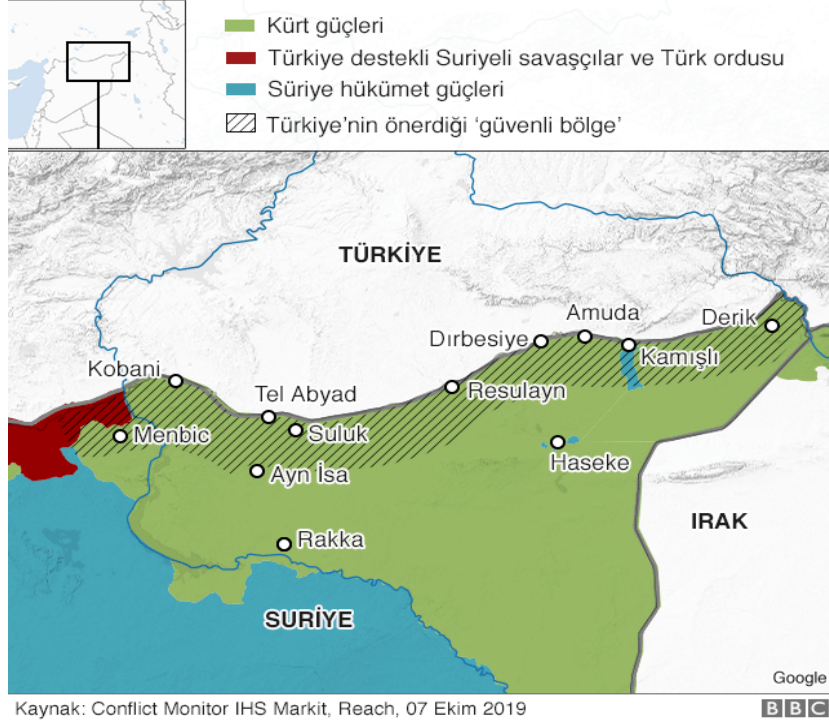 Kürt güçleri
Türkiye destekli Suriyeli savaşçılar ve Türk ordusu
Süriye hükümet güçleri
Türkiye'nin önerdiği ‘güvenli bölge’
TÜRKİYE
Amuda
Derik
Dırbesiye
Kamışlı
Kobani
Tel Abyad
Resulayn
Menbic
Suluk
Haseke
Ayn İsa
IRAK
Rakka
SURİYE
Google
Kaynak: Conflict Monitor IHS Markit, Reach, 07 Ekim 2019
BBC